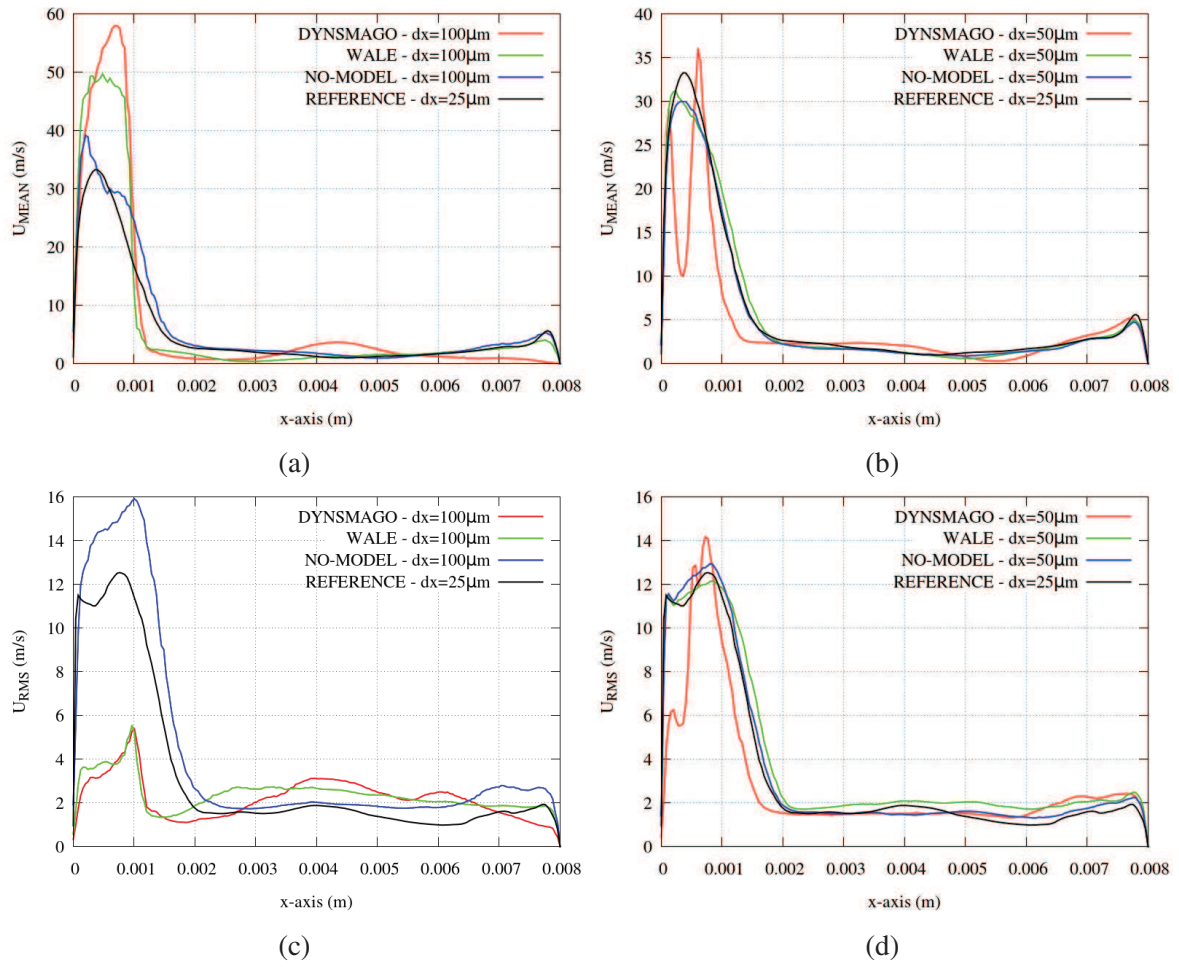 60
50
40
30
20
10
0
U_MEAN (m/s)
DYNSMAGO - dx=100μm
WALE - dx=100μm
NO-MODEL - dx=100μm
REFERENCE - dx=25μm
0 0.001 0.002 0.003 0.004 0.005 0.006 0.007 0.008
x-axis (m)
(a)
40
35
30
25
20
15
10
5
0
U_MEAN (m/s)
DYNSMAGO - dx=50μm
WALE - dx=50μm
NO-MODEL - dx=50μm
REFERENCE - dx=25μm
0 0.001 0.002 0.003 0.004 0.005 0.006 0.007 0.008
x-axis (m)
(b)
16
14
12
10
8
6
4
2
0
U_RMS (m/s)
DYNSMAGO - dx=100μm
WALE - dx=100μm
NO-MODEL - dx=100μm
REFERENCE - dx=25μm
0 0.001 0.002 0.003 0.004 0.005 0.006 0.007 0.008
x-axis (m)
(c)
16
14
12
10
8
6
4
2
0
U_RMS (m/s)
DYNSMAGO - dx=50μm
WALE - dx=50μm
NO-MODEL - dx=50μm
REFERENCE - dx=25μm
0 0.001 0.002 0.003 0.004 0.005 0.006 0.007 0.008
x-axis (m)
(d)